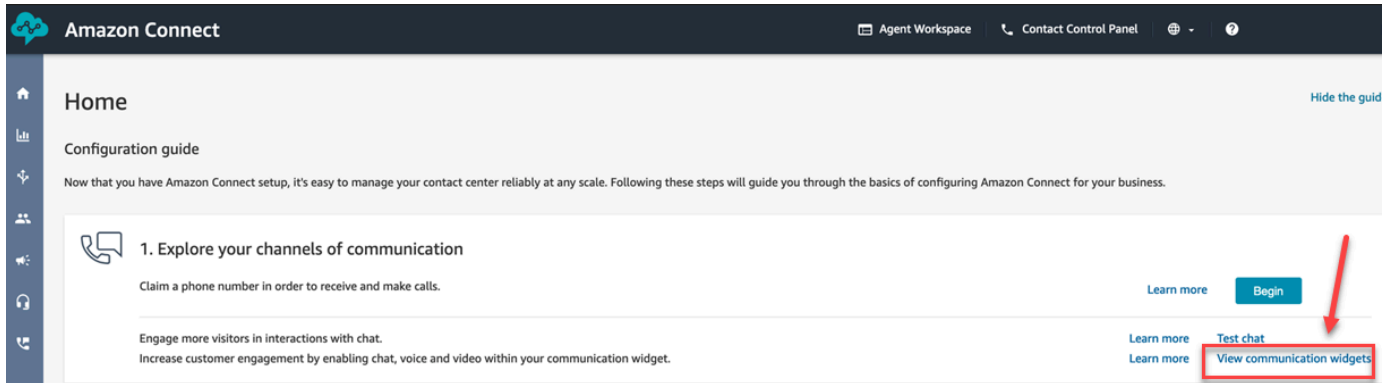 Amazon Connect
Agent Workspace
Contact Control Panel
Home
Hide the guid
Configuration guide
Now that you have Amazon Connect setup, it's easy to manage your contact center reliably at any scale. Following these steps will guide you through the basics of configuring Amazon Connect for your business.
1. Explore your channels of communication
Claim a phone number in order to receive and make calls.
Learn more
Begin
Engage more visitors in interactions with chat.
Learn more
Test chat
Increase customer engagement by enabling chat, voice and video within your communication widget.
Learn more
View communication widgets